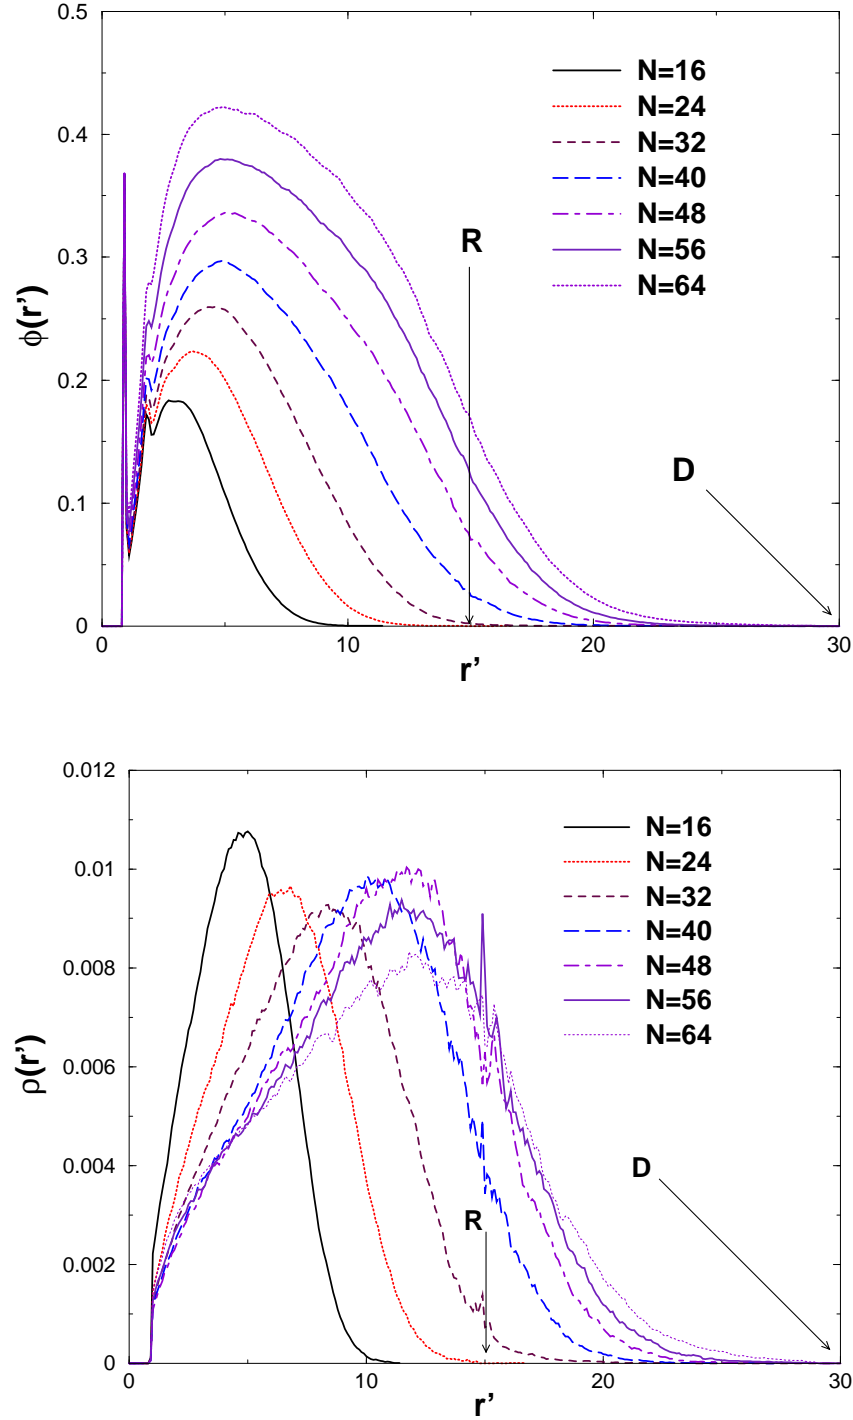 0.5
0.4
0.3
0.2
0.1
0
ϕ(r’)
N=16
N=24
N=32
N=40
N=48
N=56
N=64
R
D
0 10 20 30
r’
0.012
0.01
0.008
0.006
0.004
0.002
0
ρ(r’)
N=16
N=24
N=32
N=40
N=48
N=56
N=64
D
R
0 10 20 30
r’